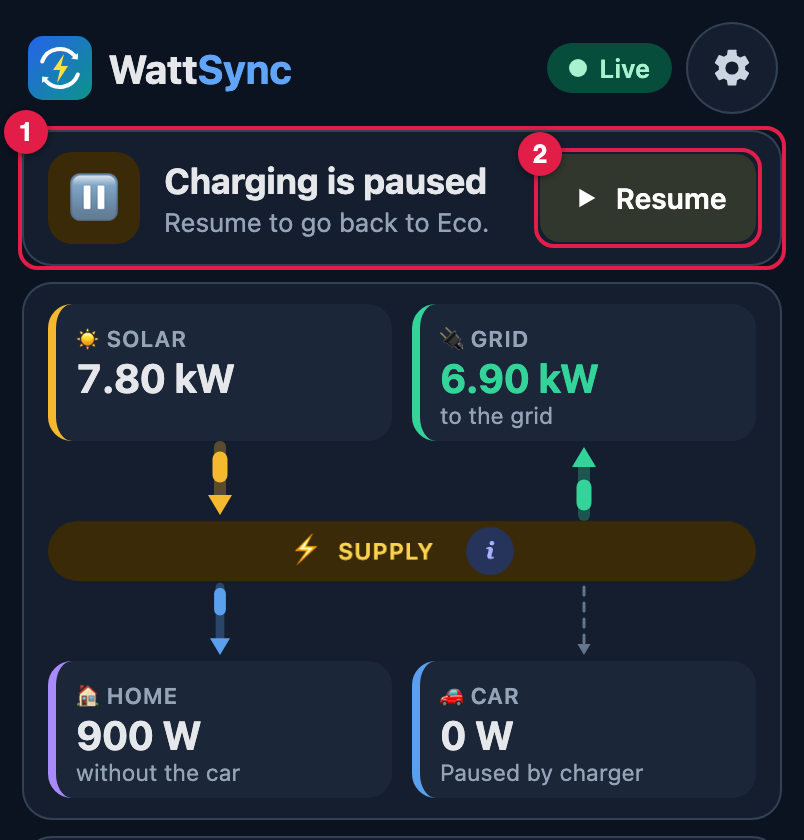 WattSync
Live
1
Charging is paused
Resume to go back to Eco.
2
Resume
SOLAR
7.80 kW
GRID
6.90 kW
to the grid
SUPPLY
i
HOME
900 W
without the car
CAR
0 W
Paused by charger